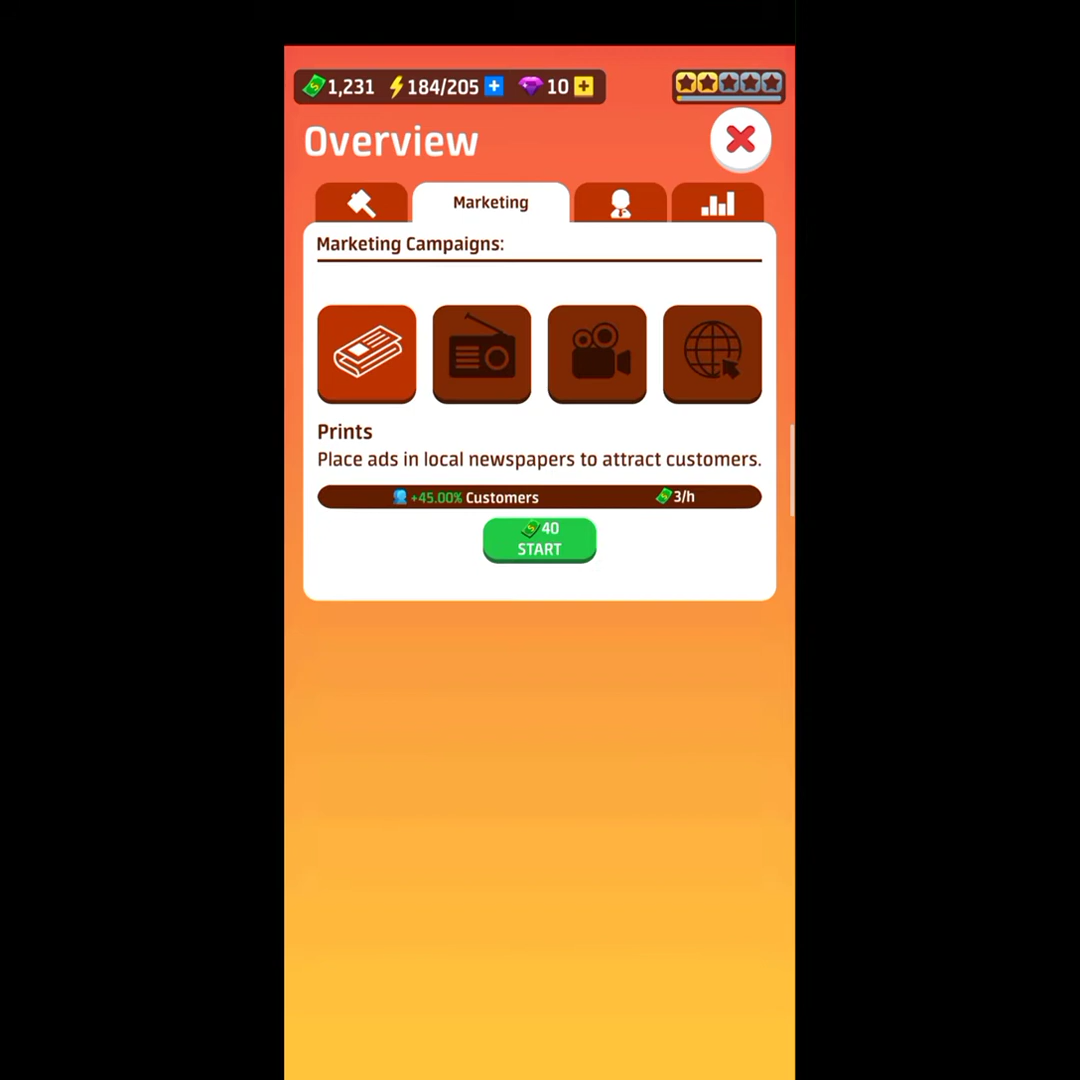 1,231 184/205 10
Overview
Marketing
Marketing Campaigns:
Prints
Place ads in local newspapers to attract customers.
+45.00% Customers 3/h
40
START